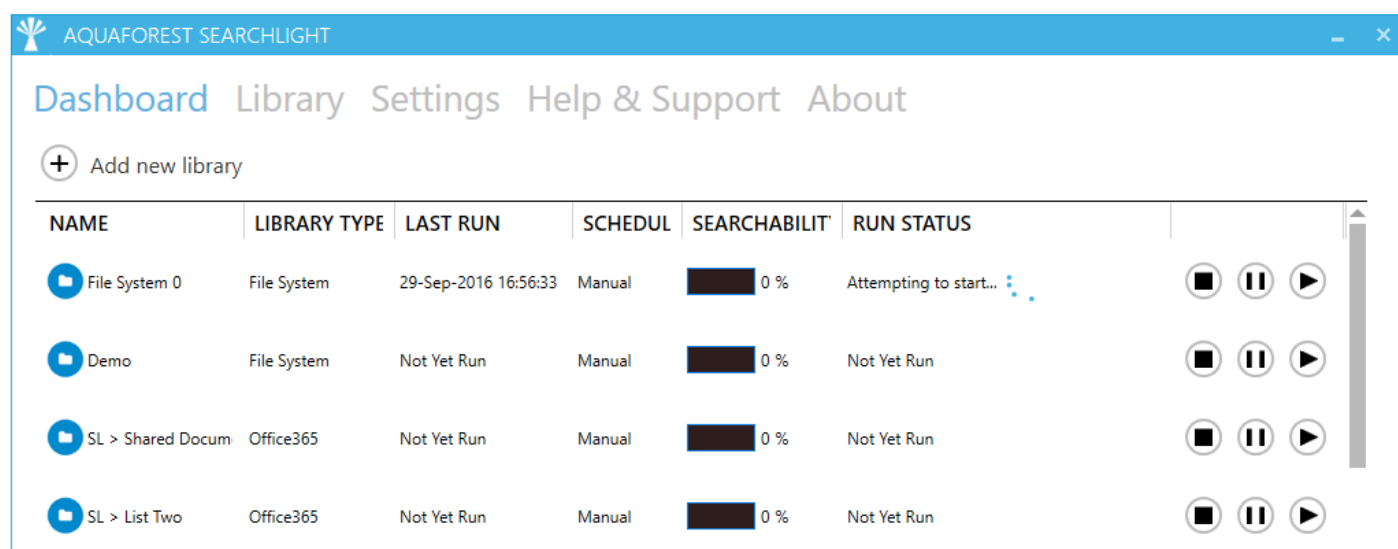 AQUAFOREST SEARCHLIGHT
Dashboard Library Settings Help & Support About
Add new library
NAME LIBRARY TYPE LAST RUN SCHEDUL SEARCHABILIT RUN STATUS
File System 0 File System 29-Sep-2016 16:56:33 Manual 0 % Attempting to start...
Demo File System Not Yet Run Manual 0 % Not Yet Run
SL > Shared Docum Office365 Not Yet Run Manual 0 % Not Yet Run
SL > List Two Office365 Not Yet Run Manual 0 % Not Yet Run